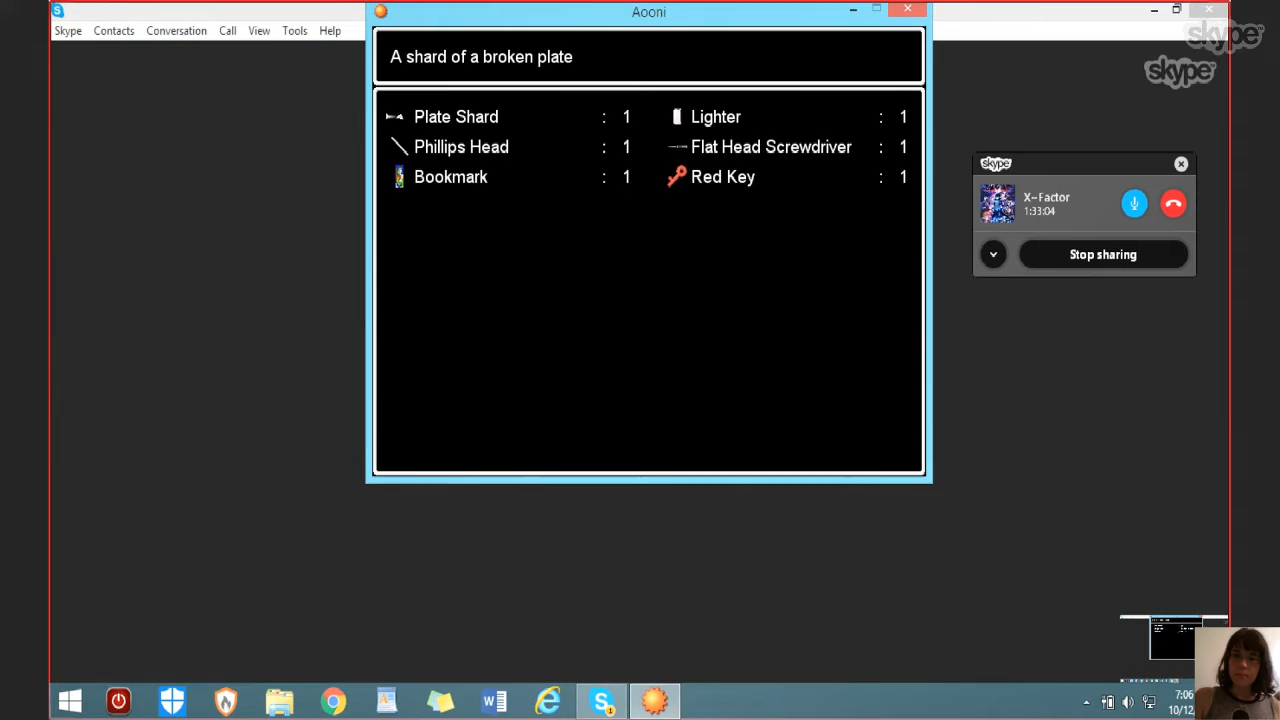 Aooni
skype
skype
Skype Contacts Conversation Call View Tools Help
A shard of a broken plate
Plate Shard : 1 Lighter : 1
Phillips Head : 1 Flat Head Screwdriver : 1
Bookmark : 1 Red Key : 1
skype
X~Factor
1:33:04
Stop sharing
7:06
10/12